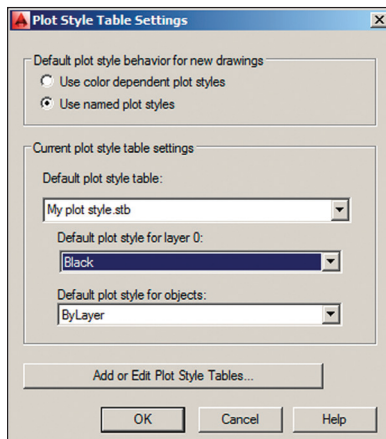 Plot Style Table Settings
Default plot style behavior for new drawings
Use color dependent plot styles
Use named plot styles
Current plot style table settings
Default plot style table:
My plot style.stb
Default plot style for layer 0:
Black
Default plot style for objects:
ByLayer
Add or Edit Plot Style Tables...
OK Cancel Help